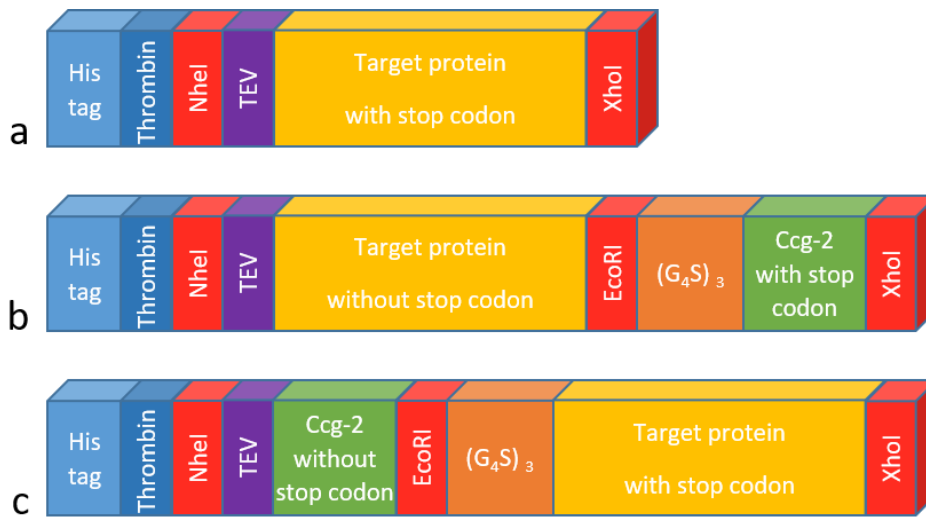 His
tag
Thrombin
NheI
TEV
Target protein
with stop codon
XhoI
a
His
tag
Thrombin
NheI
TEV
Target protein
without stop codon
EcoRI
(G₄S) ₃
Ccg-2
with stop
codon
XhoI
b
His
tag
Thrombin
NheI
TEV
Ccg-2
without
stop codon
EcoRI
(G₄S) ₃
Target protein
with stop codon
XhoI
c